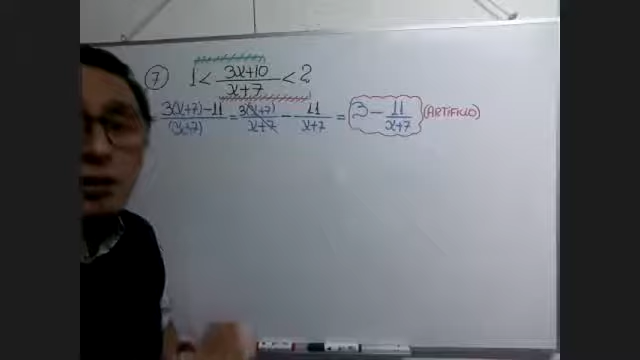 7 1 < (3x+10)/(x+7) < 2
(3(x+7)-11)/(x+7) = 3(x+7)/(x+7) - 11/(x+7) = 3 - 11/(x+7) (ARTIFICIO)